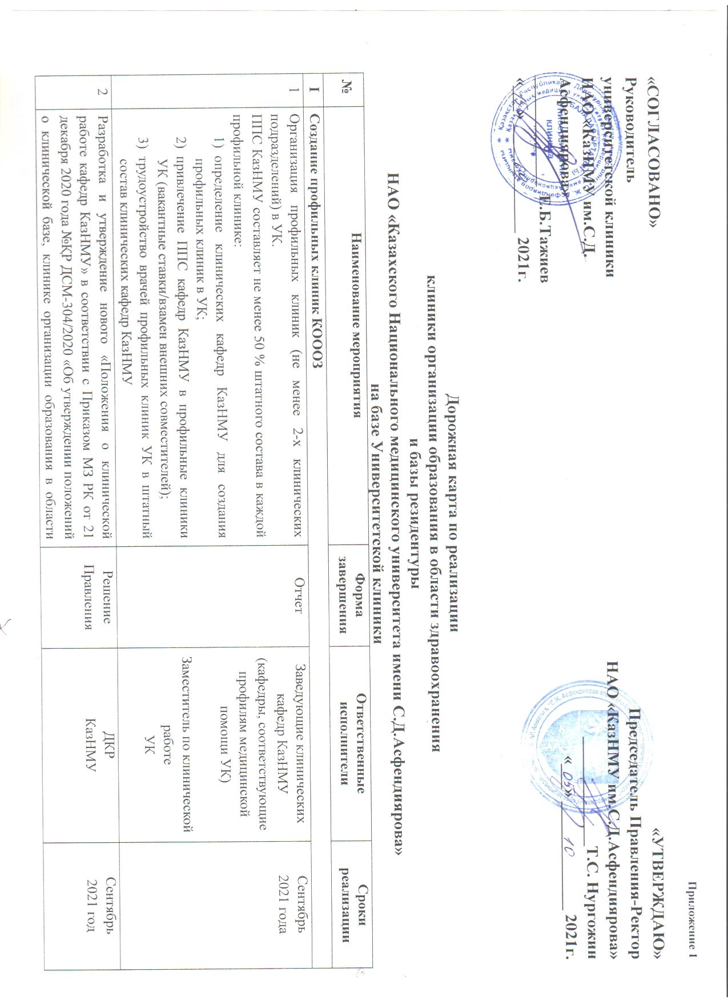 Приложение 1
«СОГЛАСОВАНО»
Руководитель
университетской клиники
НАО «КазНМУ им.С.Д.
Асфендиярова»
Е.Б.Тажиев
« » 2021г.
«УТВЕРЖДАЮ»
Председатель Правления-Ректор
НАО «КазНМУ им.С.Д.Асфендиярова»
Т.С. Нургожин
« 05 » 10 2021г.
Дорожная карта по реализации
клиники организации образования в области здравоохранения
и базы резидентуры
НАО «Казахского Национального медицинского университета имени С.Д.Асфендиярова»
на базе Университетской клиники
№ Наименование мероприятия Форма завершения Ответственные исполнители Сроки реализации
I Создание профильных клиник КОООЗ
1 Организация профильных клиник (не менее 2-х клинических
подразделений) в УК.
ППС КазНМУ составляет не менее 50 % штатного состава в каждой
профильной клинике:
1) определение клинических кафедр КазНМУ для создания
профильных клиник в УК;
2) привлечение ППС кафедр КазНМУ в профильные клиники
УК (вакантные ставки/взамен внешних совместителей);
3) трудоустройство врачей профильных клиник УК в штатный
состав клинических кафедр КазНМУ
Отчет
Заведующие клинических
кафедр КазНМУ
(кафедры, соответствующие
профилям медицинской
помощи УК)
Заместитель по клинической
работе
УК
Сентябрь
2021 года
2 Разработка и утверждение нового «Положения о клинической
работе кафедр КазНМУ» в соответствии с Приказом МЗ РК от 21
декабря 2020 года №ҚР ДСМ-304/2020 «Об утверждении положений
о клинической базе, клинике организации образования в области
Решение
Правления
ДКР
КазНМУ
Сентябрь
2021 год